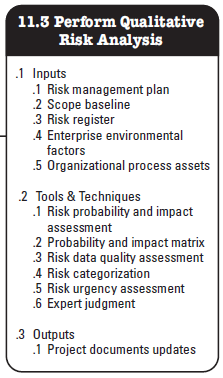 11.3 Perform Qualitative
Risk Analysis
.1 Inputs
.1 Risk management plan
.2 Scope baseline
.3 Risk register
.4 Enterprise environmental
factors
.5 Organizational process assets
.2 Tools & Techniques
.1 Risk probability and impact
assessment
.2 Probability and impact matrix
.3 Risk data quality assessment
.4 Risk categorization
.5 Risk urgency assessment
.6 Expert judgment
.3 Outputs
.1 Project documents updates